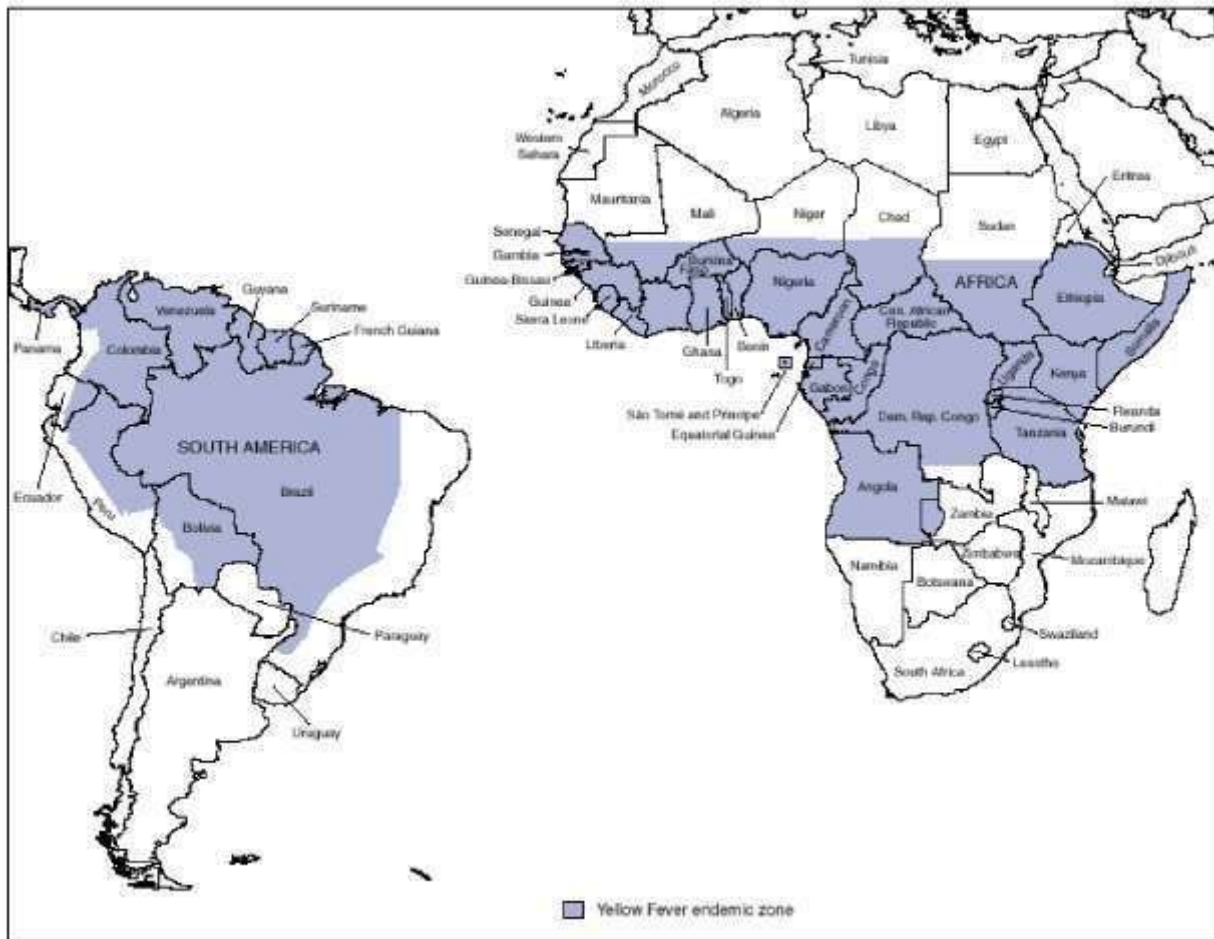 Tunisia
Morocco
Algeria
Libya
Egypt
Western
Sahara
Mauritania
Mali
Niger
Chad
Sudan
Eritrea
Senegal
Gambia
Guinea-Bissau
Guinea
Sierra Leone
Liberia
Burkina
Faso
Ghana
Togo
Benin
Nigeria
Cameroon
Cen. African
Republic
AFRICA
Ethiopia
Djibouti
Somalia
Uganda
Kenya
Rwanda
Burundi
Gabon
Congo
Dem. Rep. Congo
Tanzania
São Tomé and Principe
Equatorial Guinea
Angola
Zambia
Malawi
Mozambique
Zimbabwe
Namibia
Botswana
Swaziland
Lesotho
South Africa
Panama
Venezuela
Guyana
Suriname
French Guiana
Colombia
SOUTH AMERICA
Ecuador
Peru
Brazil
Bolivia
Chile
Paraguay
Argentina
Uruguay
Yellow Fever endemic zone